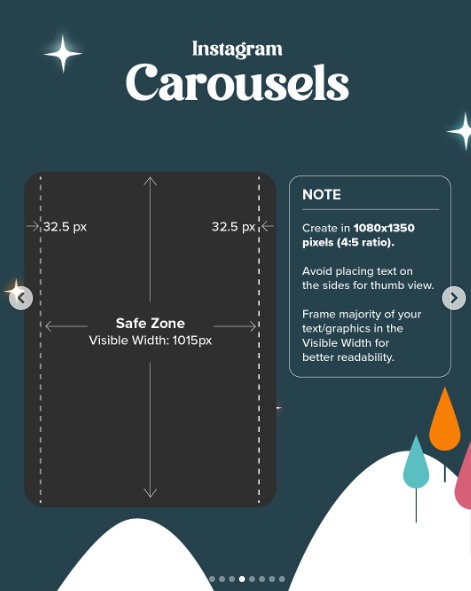 Instagram
Carousels
32.5 px
32.5 px
Safe Zone
Visible Width: 1015px
NOTE
Create in 1080x1350
pixels (4:5 ratio).
Avoid placing text on
the sides for thumb view.
Frame majority of your
text/graphics in the
Visible Width for
better readability.